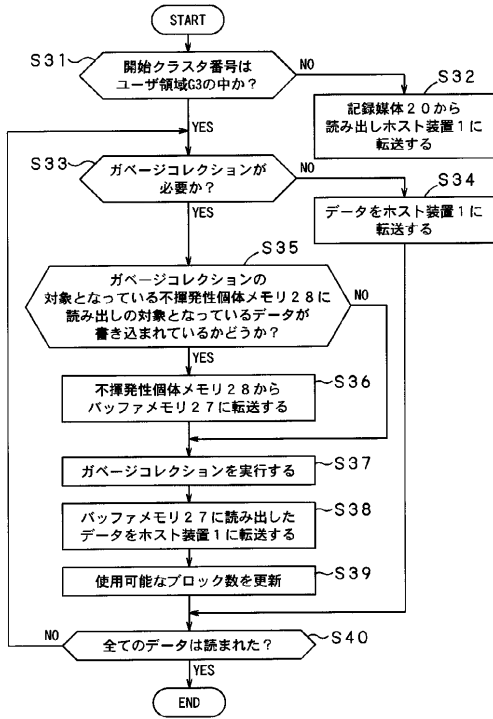 START
S31
開始クラスタ番号は
ユーザ領域G3の中か？
NO
S32
記録媒体20から
読み出しホスト装置1に
転送する
YES
S33
ガベージコレクションが
必要か？
NO
S34
データをホスト装置1に
転送する
YES
S35
ガベージコレクションの
対象となっている不揮発性個体メモリ28に
読み出しの対象となっているデータが
書き込まれているかどうか？
NO
YES
S36
不揮発性個体メモリ28から
バッファメモリ27に転送する
ガベージコレクションを実行する
S37
S38
バッファメモリ27に読み出した
データをホスト装置1に転送する
使用可能なブロック数を更新
S39
NO
全てのデータは読まれた？
S40
YES
END